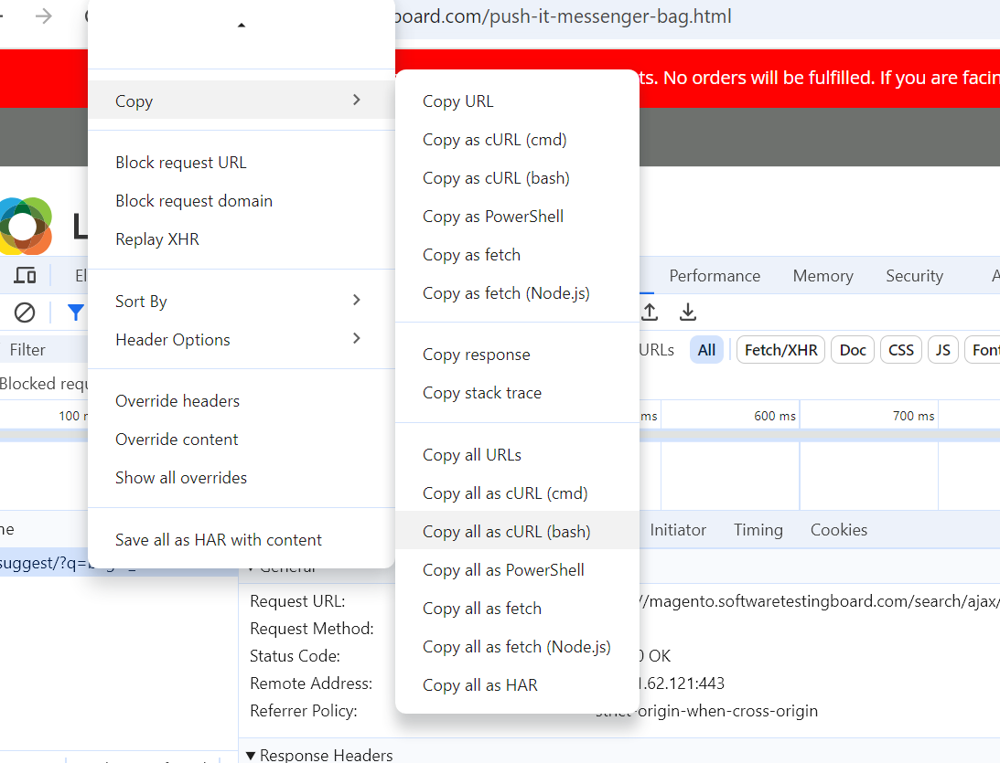 board.com/push-it-messenger-bag.html
ts. No orders will be fulfilled. If you are facin
Copy
Block request URL
Block request domain
Replay XHR
Sort By
Header Options
Override headers
Override content
Show all overrides
Save all as HAR with content
Copy URL
Copy as cURL (cmd)
Copy as cURL (bash)
Copy as PowerShell
Copy as fetch
Copy as fetch (Node.js)
Copy response
Copy stack trace
Copy all URLs
Copy all as cURL (cmd)
Copy all as cURL (bash)
Copy all as PowerShell
Copy all as fetch
Copy all as fetch (Node.js)
Copy all as HAR
L
El Performance Memory Security A
Filter URLs All Fetch/XHR Doc CSS JS Font
Blocked requ
100 m ms 600 ms 700 ms
me Initiator Timing Cookies
suggest/?q=
General
Request URL: //magento.softwaretestingboard.com/search/ajax/
Request Method:
Status Code: 0 OK
Remote Address: .62.121:443
Referrer Policy: strict-origin-when-cross-origin
Response Headers